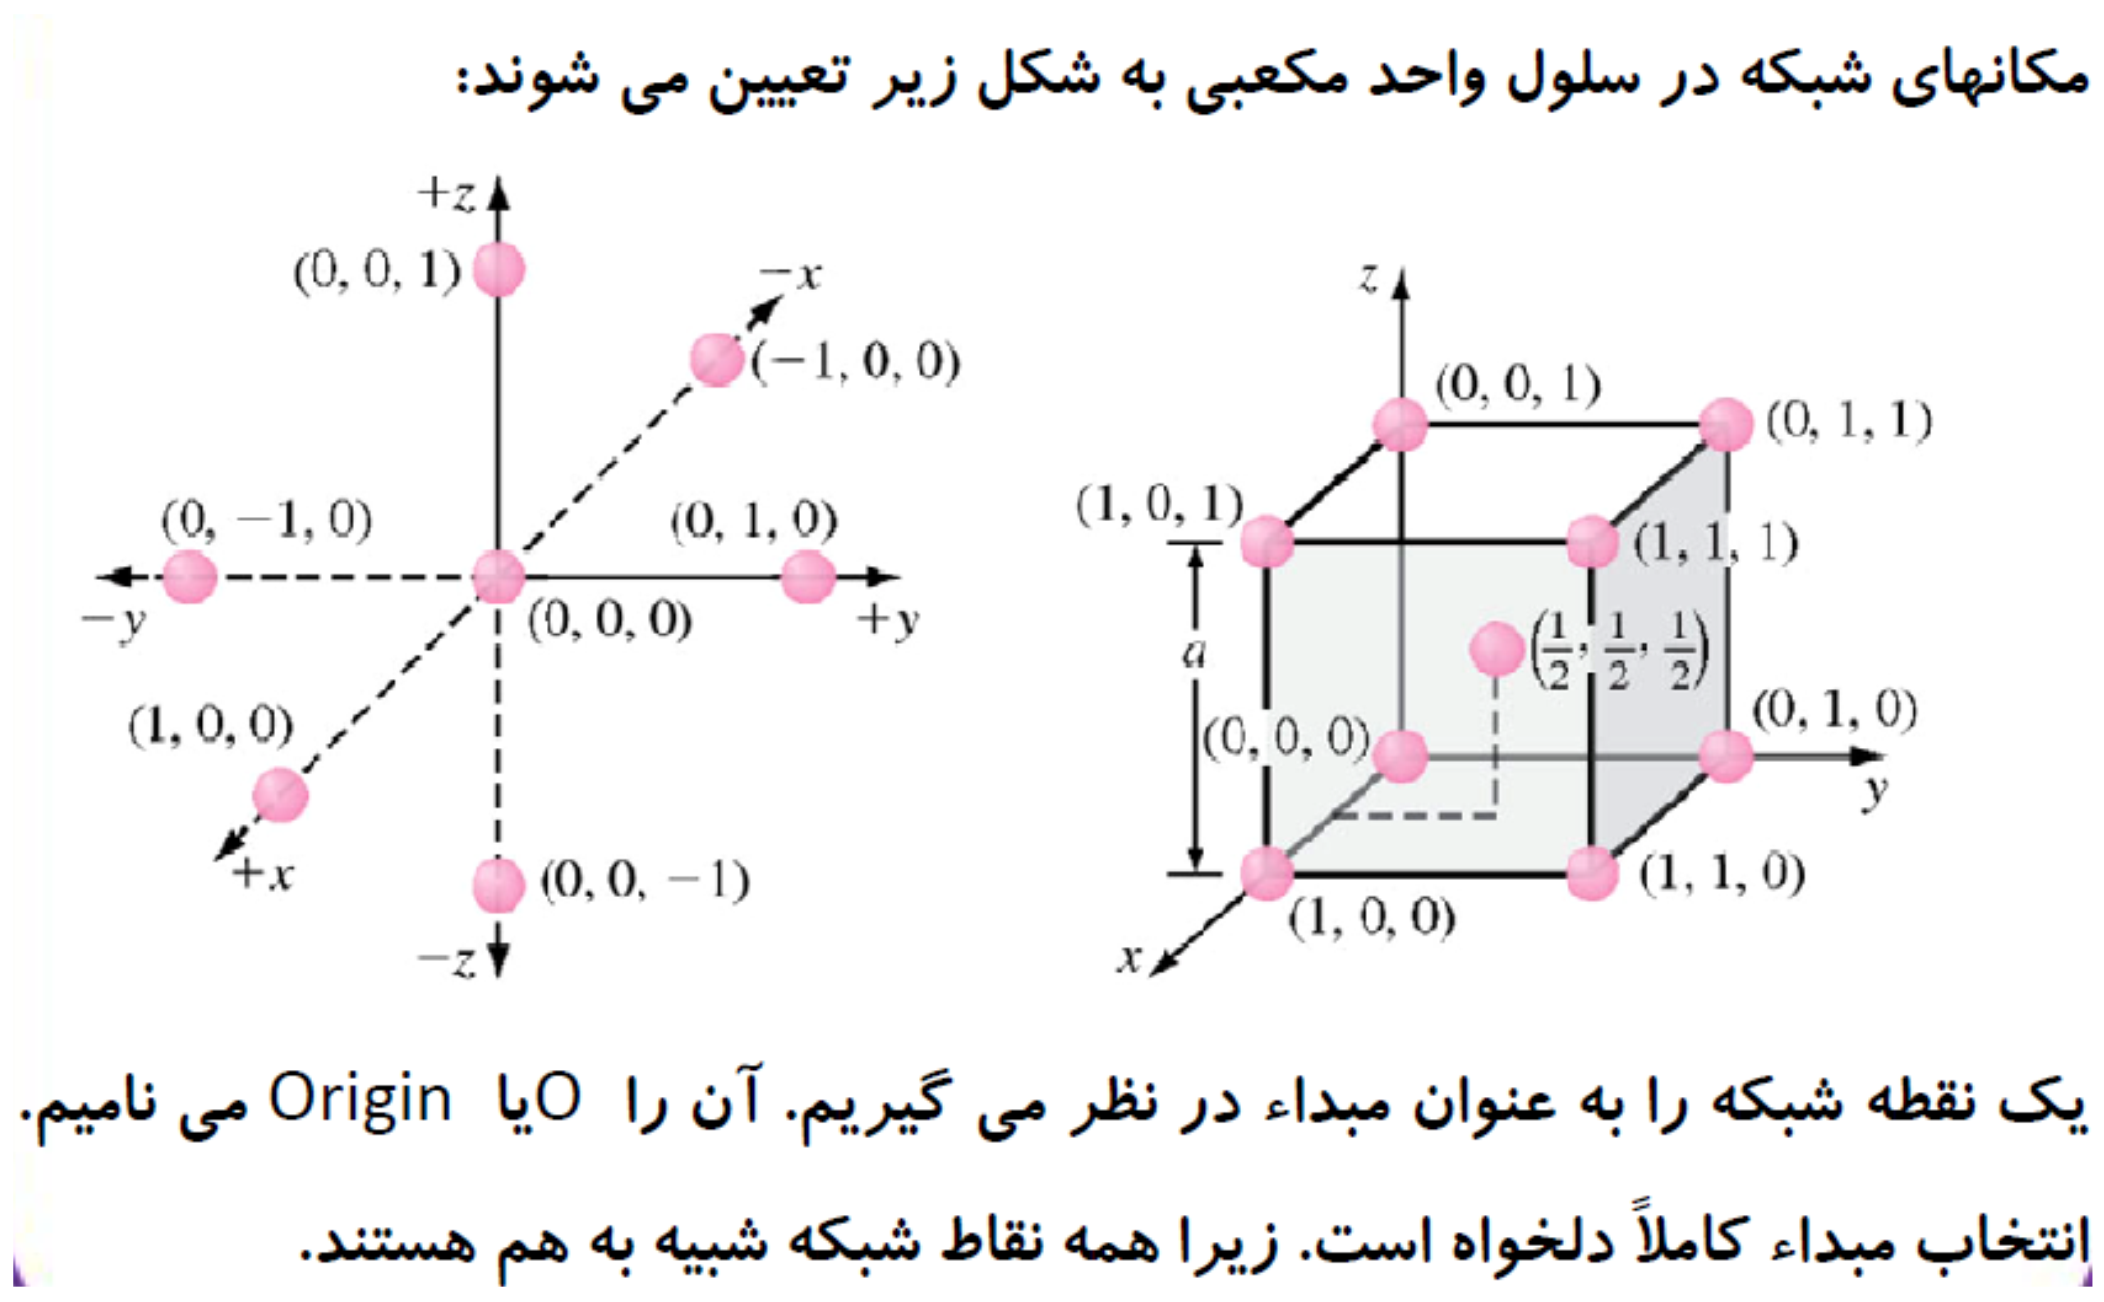 مکانهای شبکه در سلول واحد مکعبی به شکل زیر تعیین می شوند:
+z
(0, 0, 1)
−x
(−1, 0, 0)
(0, −1, 0)
(0, 1, 0)
−y
(0, 0, 0)
+y
(1, 0, 0)
+x
(0, 0, −1)
−z
z
(0, 0, 1)
(0, 1, 1)
(1, 0, 1)
(1, 1, 1)
a
(1/2, 1/2, 1/2)
(0, 0, 0)
(0, 1, 0)
y
(1, 1, 0)
(1, 0, 0)
x
یک نقطه شبکه را به عنوان مبداء در نظر می گیریم. آن را Oیا Origin می نامیم.
انتخاب مبداء کاملاً دلخواه است. زیرا همه نقاط شبکه شبیه به هم هستند.